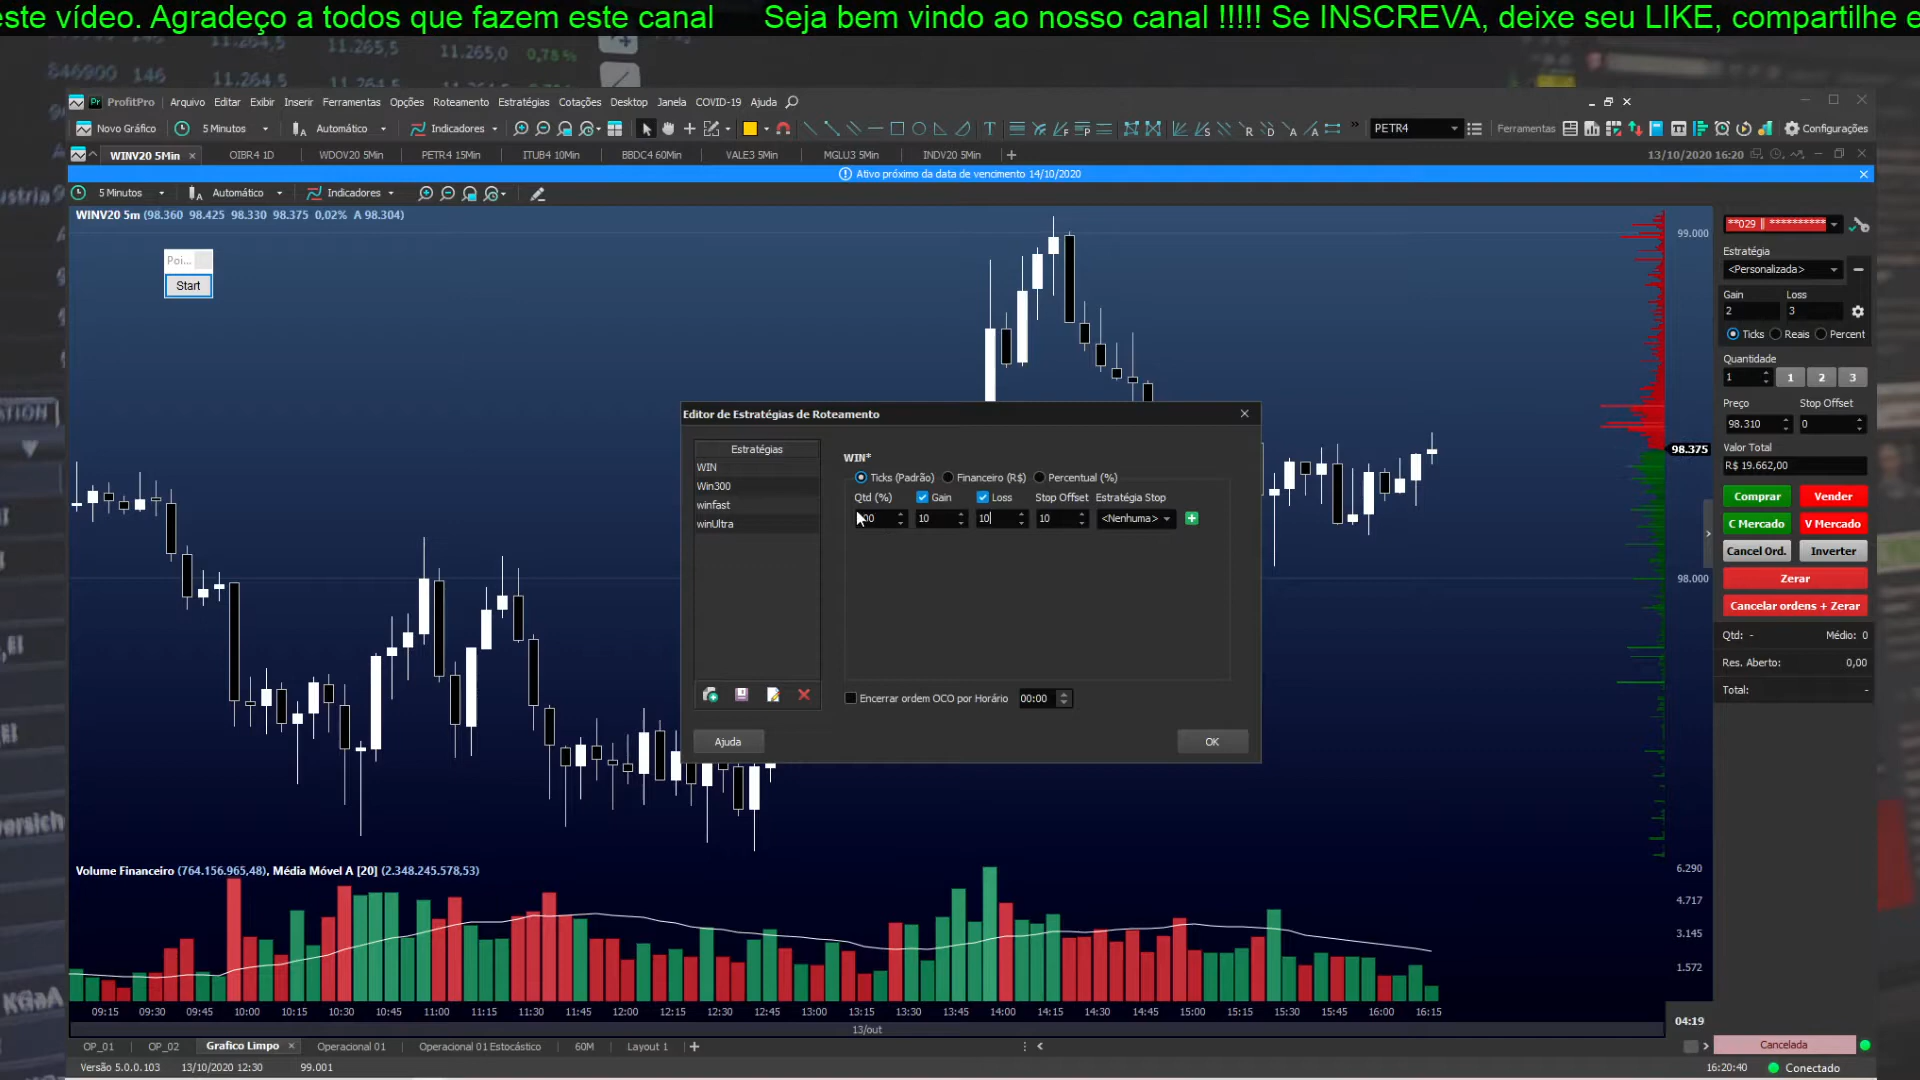 este vídeo. Agradeço a todos que fazem este canal Seja bem vindo ao nosso canal !!!!! Se INSCREVA, deixe seu LIKE, compartilhe e
ProfitPro Arquivo Editar Exibir Inserir Ferramentas Opções Roteamento Estratégias Cotações Desktop Janela COVID-19 Ajuda
Novo Gráfico 5 Minutos Automático Indicadores PETR4 Ferramentas Configurações
WINV20 5Min OIBR4 1D WDOV20 5Min PETR4 15Min ITUB4 10Min BBDC4 60Min VALE3 5Min MGLU3 5Min INDV20 5Min 13/10/2020 16:20
Ativo próximo da data de vencimento 14/10/2020
5 Minutos Automático Indicadores
WINV20 5m (98.360 98.425 98.330 98.375 0,02% A 98.304)
Poi...
Start
99.000
98.375
98.000
**029 || **********
Estratégia
<Personalizada>
Gain Loss
2 3
Ticks Reais Percent
Quantidade
1 1 2 3
Preço Stop Offset
98.310 0
Valor Total
R$ 19.662,00
Comprar Vender
C Mercado V Mercado
Cancel Ord. Inverter
Zerar
Cancelar ordens + Zerar
Qtd: - Médio: 0
Res. Aberto: 0,00
Total: -
Editor de Estratégias de Roteamento
Estratégias
WIN
Win300
winfast
winUltra
WIN*
Ticks (Padrão) Financeiro (R$) Percentual (%)
Qtd (%) Gain Loss Stop Offset Estratégia Stop
10 10 10 <Nenhuma>
Encerrar ordem OCO por Horário 00:00
Ajuda OK
Volume Financeiro (764.156.965,48), Média Móvel A [20] (2.348.245.578,53)
6.290
4.717
3.145
1.572
09:15 09:30 09:45 10:00 10:15 10:30 10:45 11:00 11:15 11:30 11:45 12:00 12:15 12:30 12:45 13:00 13:15 13:30 13:45 14:00 14:15 14:30 14:45 15:00 15:15 15:30 15:45 16:00 16:15
13/out
04:19
OP_01 OP_02 Grafico Limpo Operacional 01 Operacional 01 Estocástico 60M Layout 1
Cancelada
Versão 5.0.0.103 13/10/2020 12:30 99.001 16:20:40 Conectado